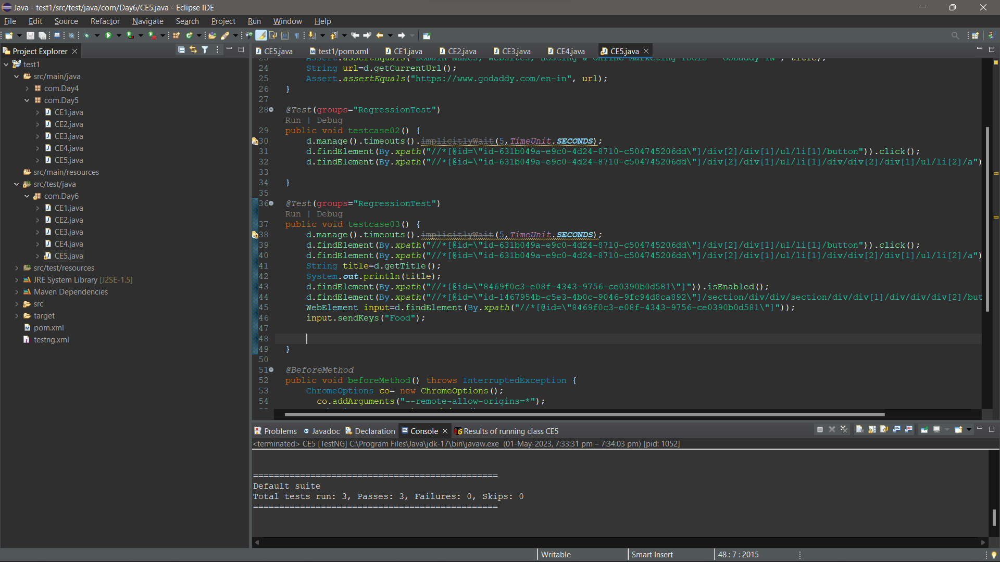 Java - test1/src/test/java/com/Day6/CE5.java - Eclipse IDE
File Edit Source Refactor Navigate Search Project Run Window Help
Project Explorer
test1
src/main/java
com.Day4
com.Day5
CE1.java
CE2.java
CE3.java
CE4.java
CE5.java
src/main/resources
src/test/java
com.Day6
CE1.java
CE2.java
CE3.java
CE4.java
CE5.java
src/test/resources
JRE System Library [J2SE-1.5]
Maven Dependencies
src
target
pom.xml
testng.xml
CE5.java test1/pom.xml CE1.java CE2.java CE3.java CE4.java CE5.java
23 Assert.assertEquals("Domain Names, Websites, Hosting & Online Marketing Tools - GoDaddy IN", title);
24 String url=d.getCurrentUrl();
25 Assert.assertEquals("https://www.godaddy.com/en-in", url);
26 }
27
28 @Test(groups="RegressionTest")
Run | Debug
29 public void testcase02() {
30 d.manage().timeouts().implicitlyWait(5,TimeUnit.SECONDS);
31 d.findElement(By.xpath("//*[@id=\"id-631b049a-e9c0-4d24-8710-c504745206dd\"]/div[2]/div[1]/ul/li[1]/button")).click();
32 d.findElement(By.xpath("//*[@id=\"id-631b049a-e9c0-4d24-8710-c504745206dd\"]/div[2]/div[1]/ul/li[1]/div/div[2]/div[1]/ul/li[2]/a")
33
34 }
35
36 @Test(groups="RegressionTest")
Run | Debug
37 public void testcase03() {
38 d.manage().timeouts().implicitlyWait(5,TimeUnit.SECONDS);
39 d.findElement(By.xpath("//*[@id=\"id-631b049a-e9c0-4d24-8710-c504745206dd\"]/div[2]/div[1]/ul/li[1]/button")).click();
40 d.findElement(By.xpath("//*[@id=\"id-631b049a-e9c0-4d24-8710-c504745206dd\"]/div[2]/div[1]/ul/li[1]/div/div[2]/div[1]/ul/li[2]/a")
41 String title=d.getTitle();
42 System.out.println(title);
43 d.findElement(By.xpath("//*[@id=\"8469f0c3-e08f-4343-9756-ce0390b0d581\"]")).isEnabled();
44 d.findElement(By.xpath("//*[@id=\"id-1467954b-c5e3-4b0c-9046-9fc94d8ca892\"]/section/div/div/section/div/div[1]/div/div/div[2]/but
45 WebElement input=d.findElement(By.xpath("//*[@id=\"8469f0c3-e08f-4343-9756-ce0390b0d581\"]"));
46 input.sendKeys("Food");
47
48
49 }
50
51 @BeforeMethod
52 public void beforeMethod() throws InterruptedException {
53 ChromeOptions co= new ChromeOptions();
54 co.addArguments("--remote-allow-origins=*");
Problems Javadoc Declaration Console Results of running class CE5
<terminated> CE5 [TestNG] C:\Program Files\Java\jdk-17\bin\javaw.exe (01-May-2023, 7:33:31 pm – 7:34:03 pm) [pid: 1052]
===============================================
Default suite
Total tests run: 3, Passes: 3, Failures: 0, Skips: 0
===============================================
Writable Smart Insert 48 : 7 : 2015